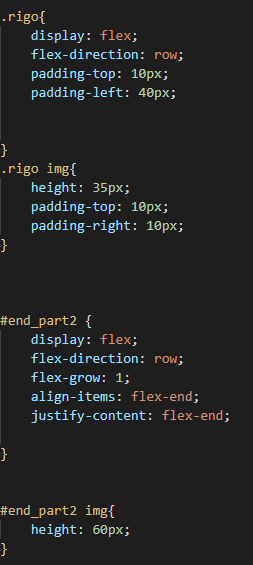 .rigo{
    display: flex;
    flex-direction: row;
    padding-top: 10px;
    padding-left: 40px;
}
.rigo img{
    height: 35px;
    padding-top: 10px;
    padding-right: 10px;
}
#end_part2 {
    display: flex;
    flex-direction: row;
    flex-grow: 1;
    align-items: flex-end;
    justify-content: flex-end;
}
#end_part2 img{
    height: 60px;
}